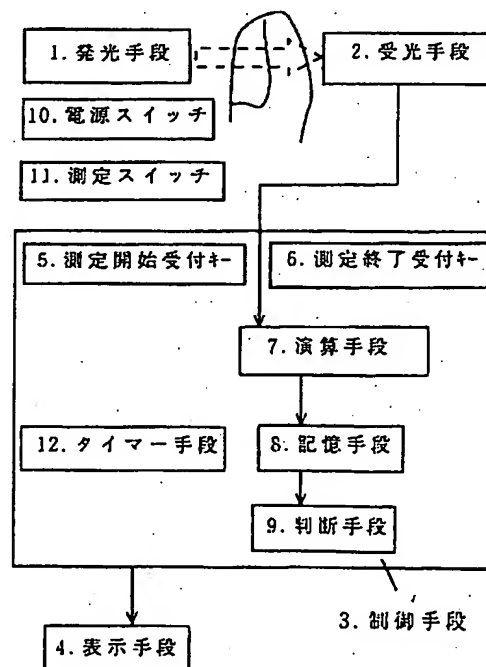 1. 発光手段
2. 受光手段
10. 電源スイッチ
11. 測定スイッチ
5. 測定開始受付キー
6. 測定終了受付キー
7. 演算手段
12. タイマー手段
8. 記憶手段
9. 判断手段
3. 制御手段
4. 表示手段